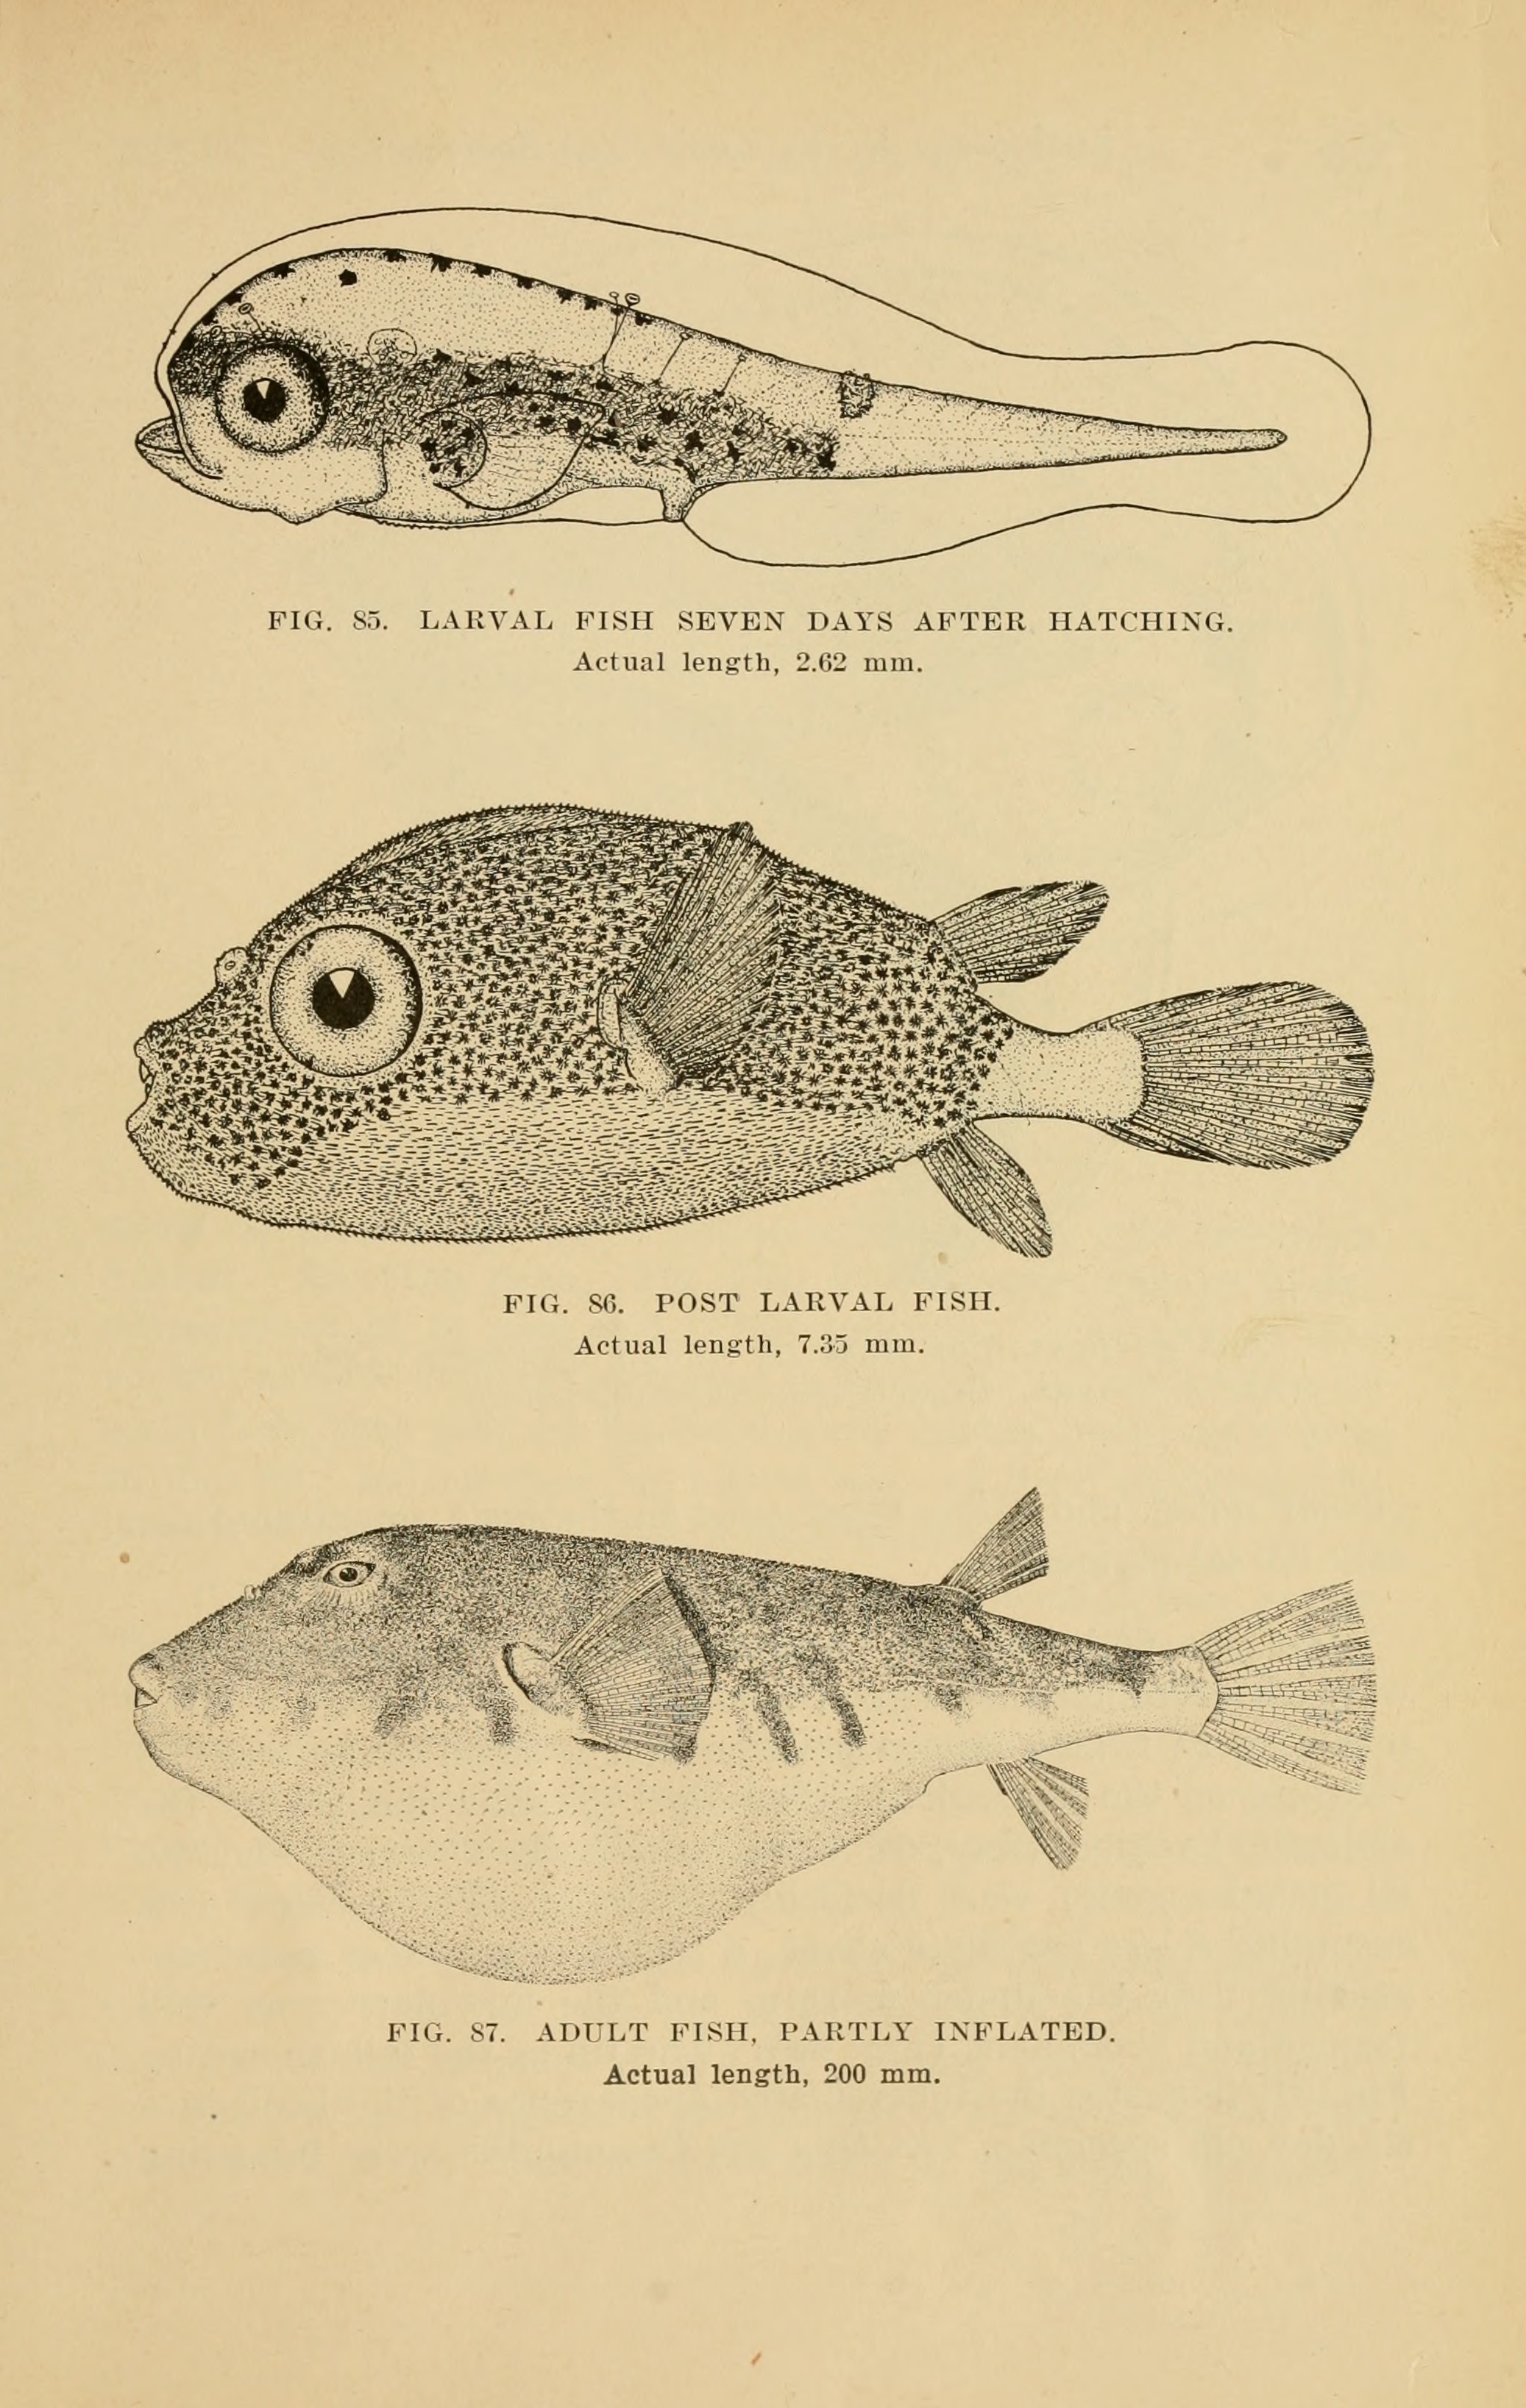 FIG. 85. LARVAL FISH SEVEN DAYS AFTER HATCHING.
Actual length, 2.62 mm.
FIG. 86. POST LARVAL FISH.
Actual length, 7.35 mm.
FIG. 87. ADULT FISH, PARTLY INFLATED.
Actual length, 200 mm.